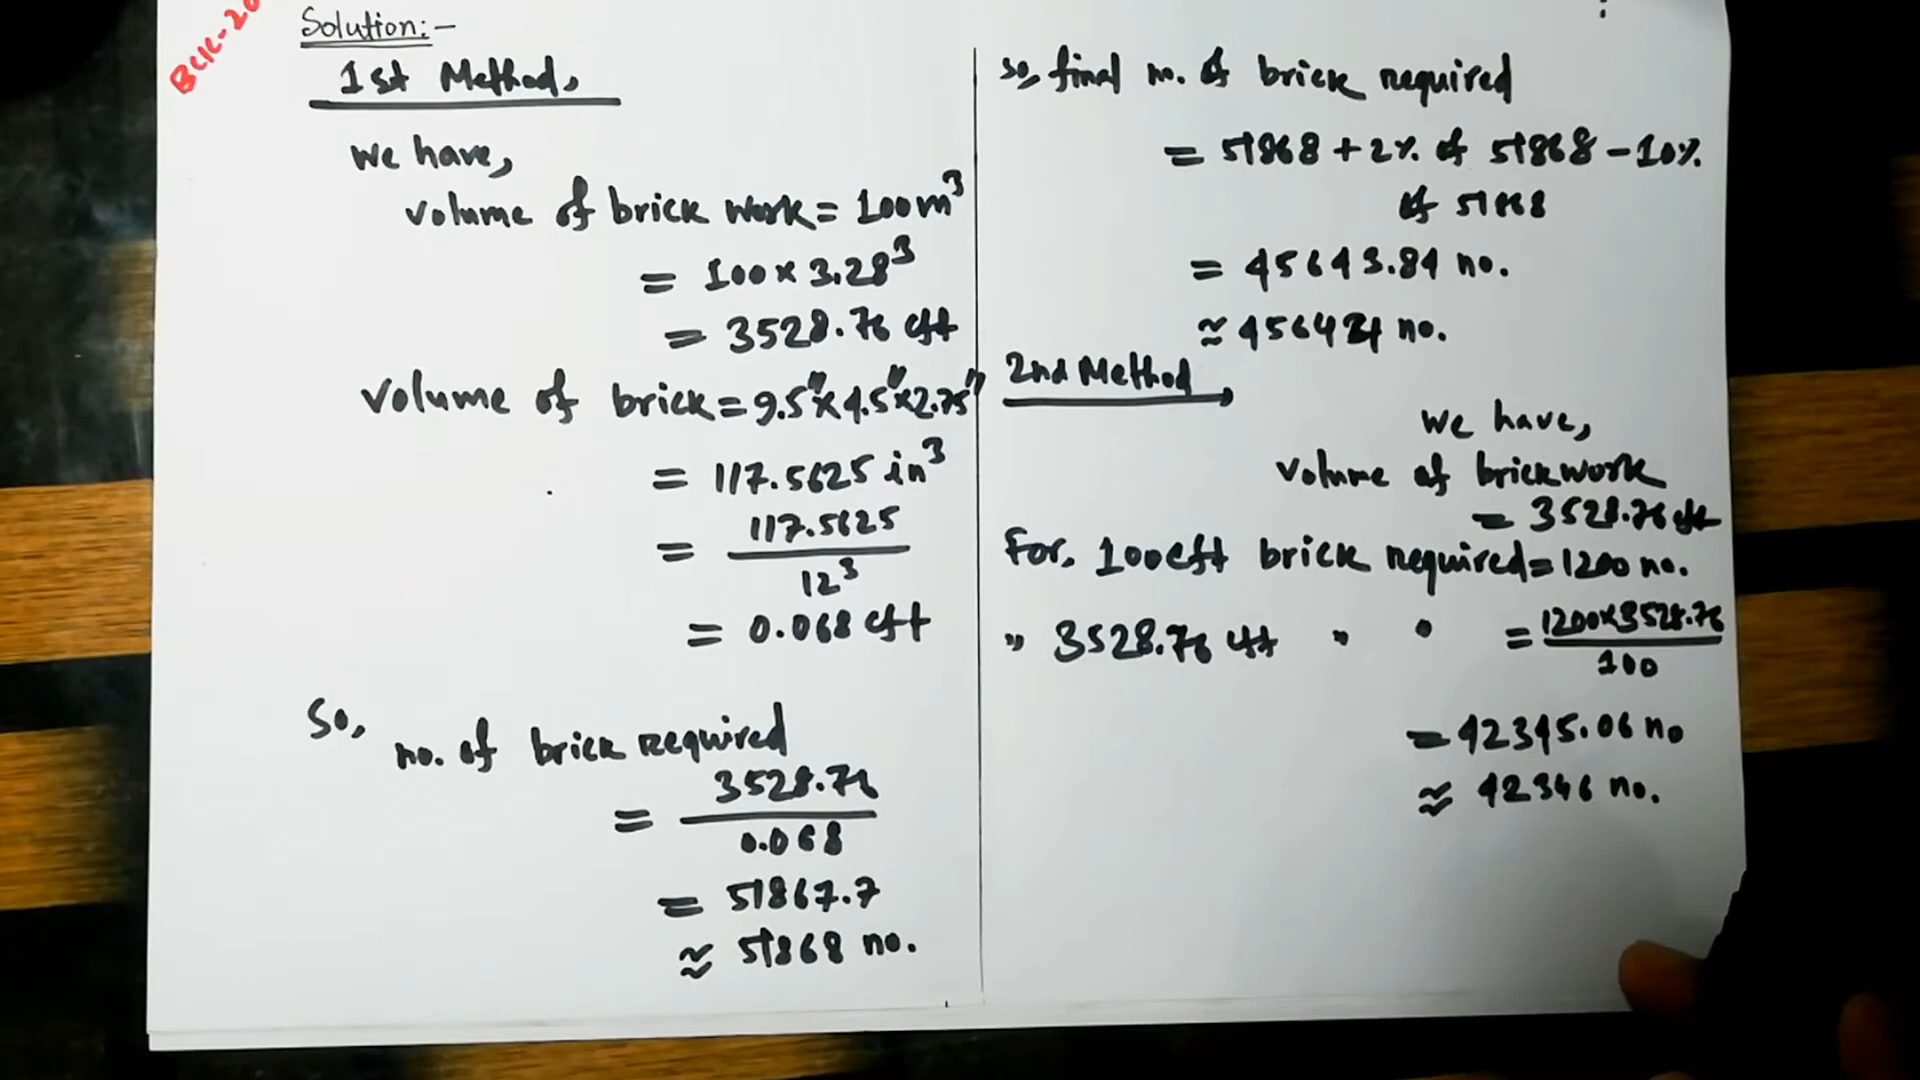 Solution:-
1st Method,
we have,
volume of brick work = 100m³
= 100 × 3.28³
= 3528.76 cft
volume of brick = 9.5"×4.5"×2.75"
= 117.5625 in³
= 117.5625
12³
= 0.068 cft
So,
no. of brick required
= 3528.76
0.068
= 51867.7
≈ 51868 no.
so, final no. of brick required
= 51868 + 2% of 51868 - 10%
of 51868
= 45643.84 no.
≈ no.
2nd Method
we have,
volume of brickwork
= 3528.76 cft
For, 100cft brick required = 1200 no.
" 3528.76 cft " " = 1200×3528.76
100
= 42345.06 no
≈ 42346 no.